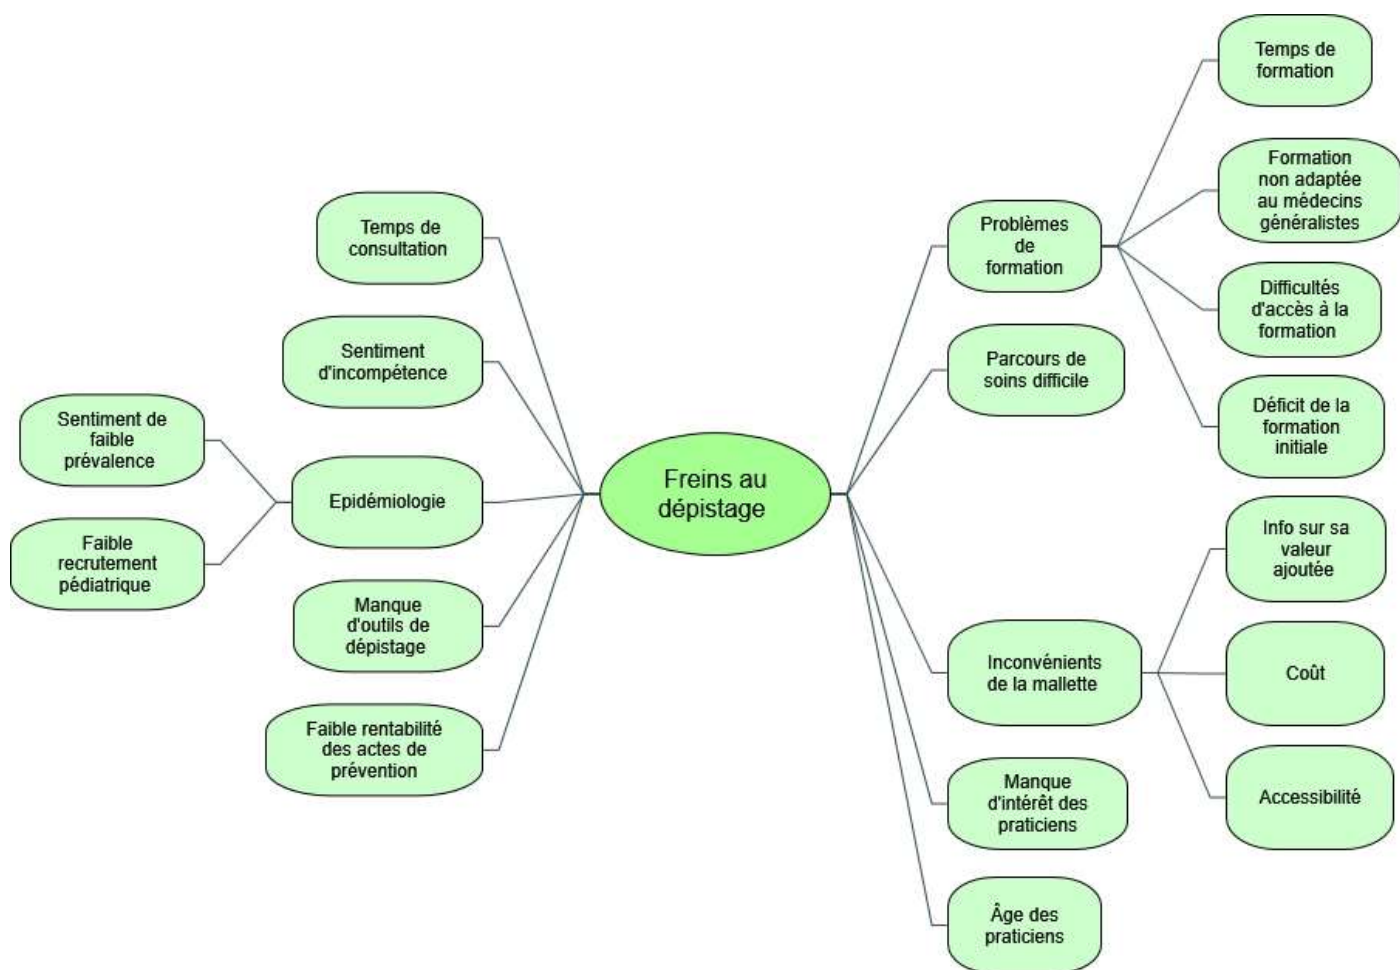 Freins au
dépistage
Temps de
consultation
Sentiment
d'incompétence
Epidémiologie
Sentiment de
faible
prévalence
Faible
recrutement
pédiatrique
Manque
d'outils de
dépistage
Faible rentabilité
des actes de
prévention
Problèmes
de
formation
Temps de
formation
Formation
non adaptée
au médecins
généralistes
Difficultés
d'accès à la
formation
Déficit de la
formation
initiale
Parcours de
soins difficile
Inconvénients
de la mallette
Info sur sa
valeur
ajoutée
Coût
Accessibilité
Manque
d'intérêt des
praticiens
Âge des
praticiens